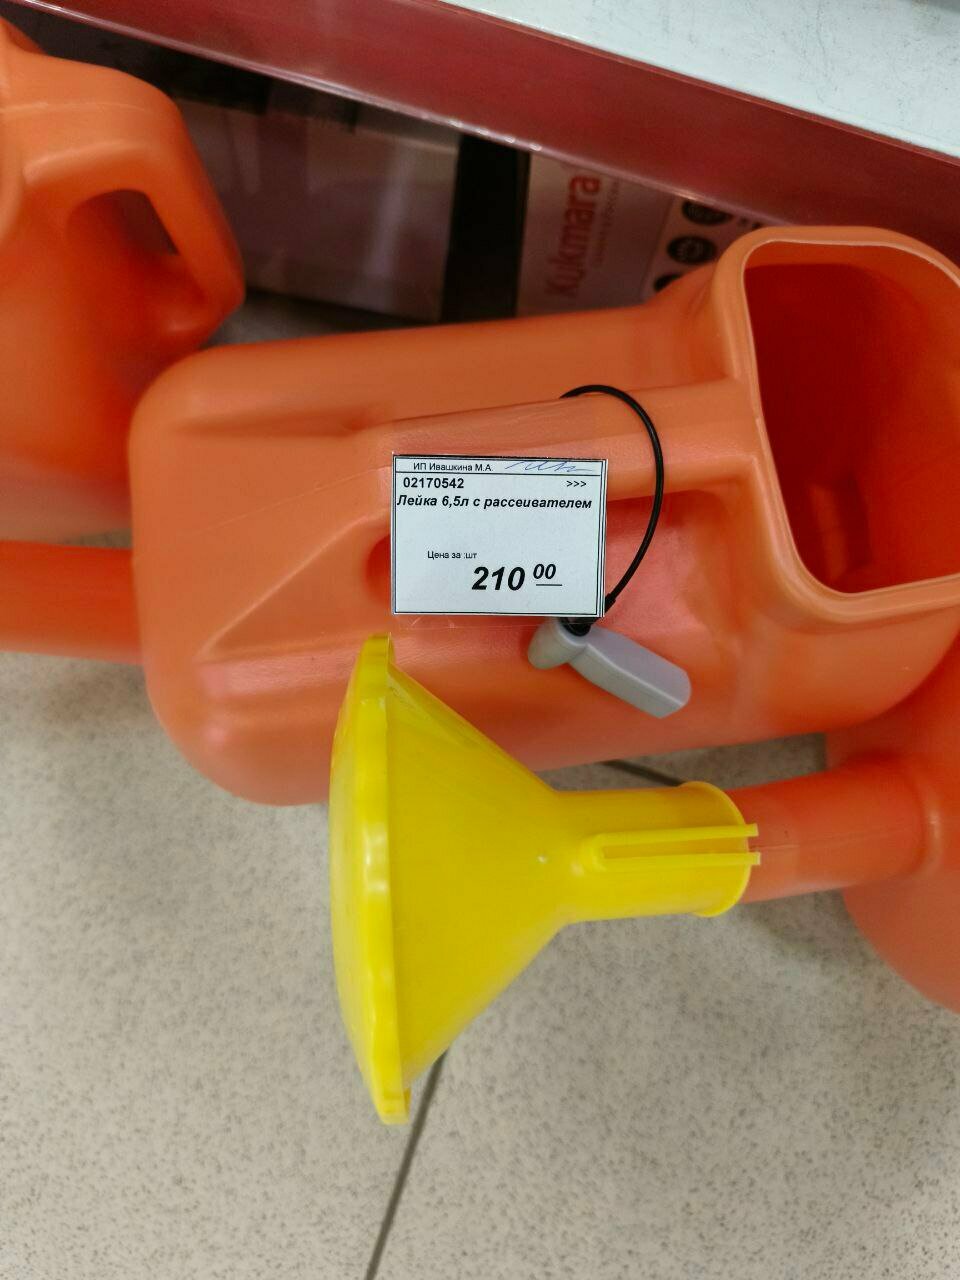 Kukmara
ИП Ивашкина М.А.
02170542 >>>
Лейка 6,5л с рассеивателем
Цена за :шт
210 00